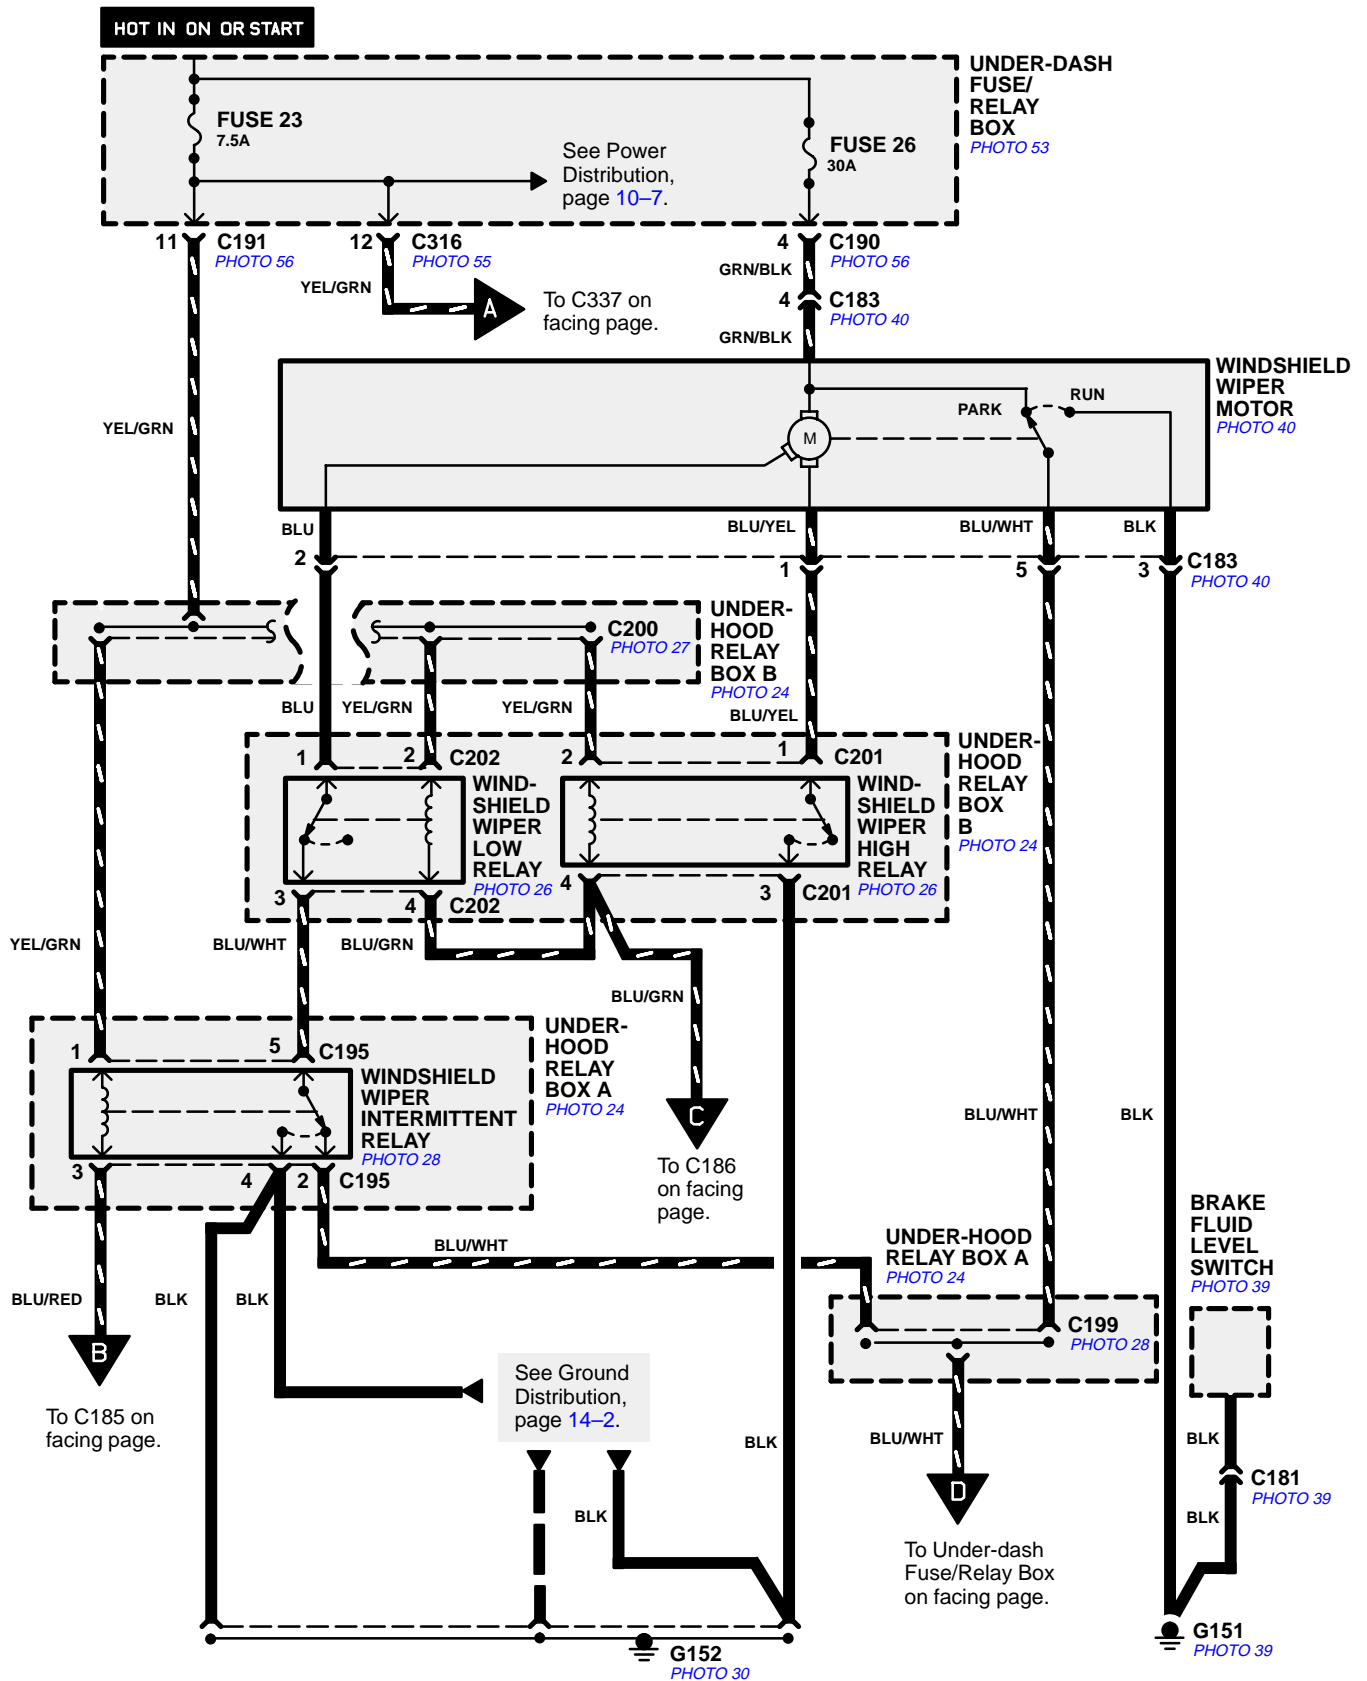 HOT IN ON OR START
UNDER-DASH
FUSE/
RELAY
BOX
PHOTO 53
FUSE 23
7.5A
See Power
Distribution,
page 10–7.
FUSE 26
30A
11
C191
PHOTO 56
12
C316
PHOTO 55
4
C190
PHOTO 56
GRN/BLK
YEL/GRN
A
To C337 on
facing page.
4
C183
PHOTO 40
GRN/BLK
WINDSHIELD
WIPER
MOTOR
PHOTO 40
PARK
RUN
M
YEL/GRN
BLU
BLU/YEL
BLU/WHT
BLK
2
1
5
3
C183
PHOTO 40
C200
PHOTO 27
UNDER-
HOOD
RELAY
BOX B
PHOTO 24
BLU
YEL/GRN
YEL/GRN
BLU/YEL
1
2
C202
2
1
C201
UNDER-
HOOD
RELAY
BOX
B
PHOTO 24
WIND-
SHIELD
WIPER
LOW
RELAY
PHOTO 26
WIND-
SHIELD
WIPER
HIGH
RELAY
PHOTO 26
3
4
C202
4
3
C201
YEL/GRN
BLU/WHT
BLU/GRN
BLU/GRN
1
5
C195
UNDER-
HOOD
RELAY
BOX A
PHOTO 24
WINDSHIELD
WIPER
INTERMITTENT
RELAY
PHOTO 28
C
To C186
on facing
page.
BLU/WHT
BLK
3
4
2
C195
BLU/WHT
UNDER-HOOD
RELAY BOX A
PHOTO 24
BRAKE
FLUID
LEVEL
SWITCH
PHOTO 39
BLU/RED
BLK
BLK
B
To C185 on
facing page.
C199
PHOTO 28
See Ground
Distribution,
page 14–2.
BLK
BLU/WHT
BLK
C181
PHOTO 39
D
BLK
BLK
To Under-dash
Fuse/Relay Box
on facing page.
G152
PHOTO 30
G151
PHOTO 39